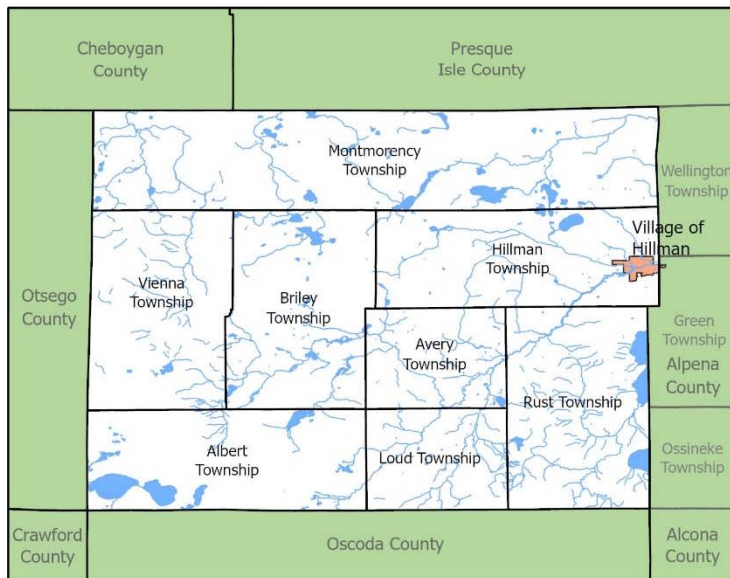 Cheboygan
County
Presque
Isle County
Montmorency
Township
Wellington
Township
Village of
Hillman
Hillman
Township
Vienna
Township
Briley
Township
Otsego
County
Avery
Township
Green
Township
Alpena
County
Rust Township
Albert
Township
Loud Township
Ossineke
Township
Crawford
County
Oscoda County
Alcona
County